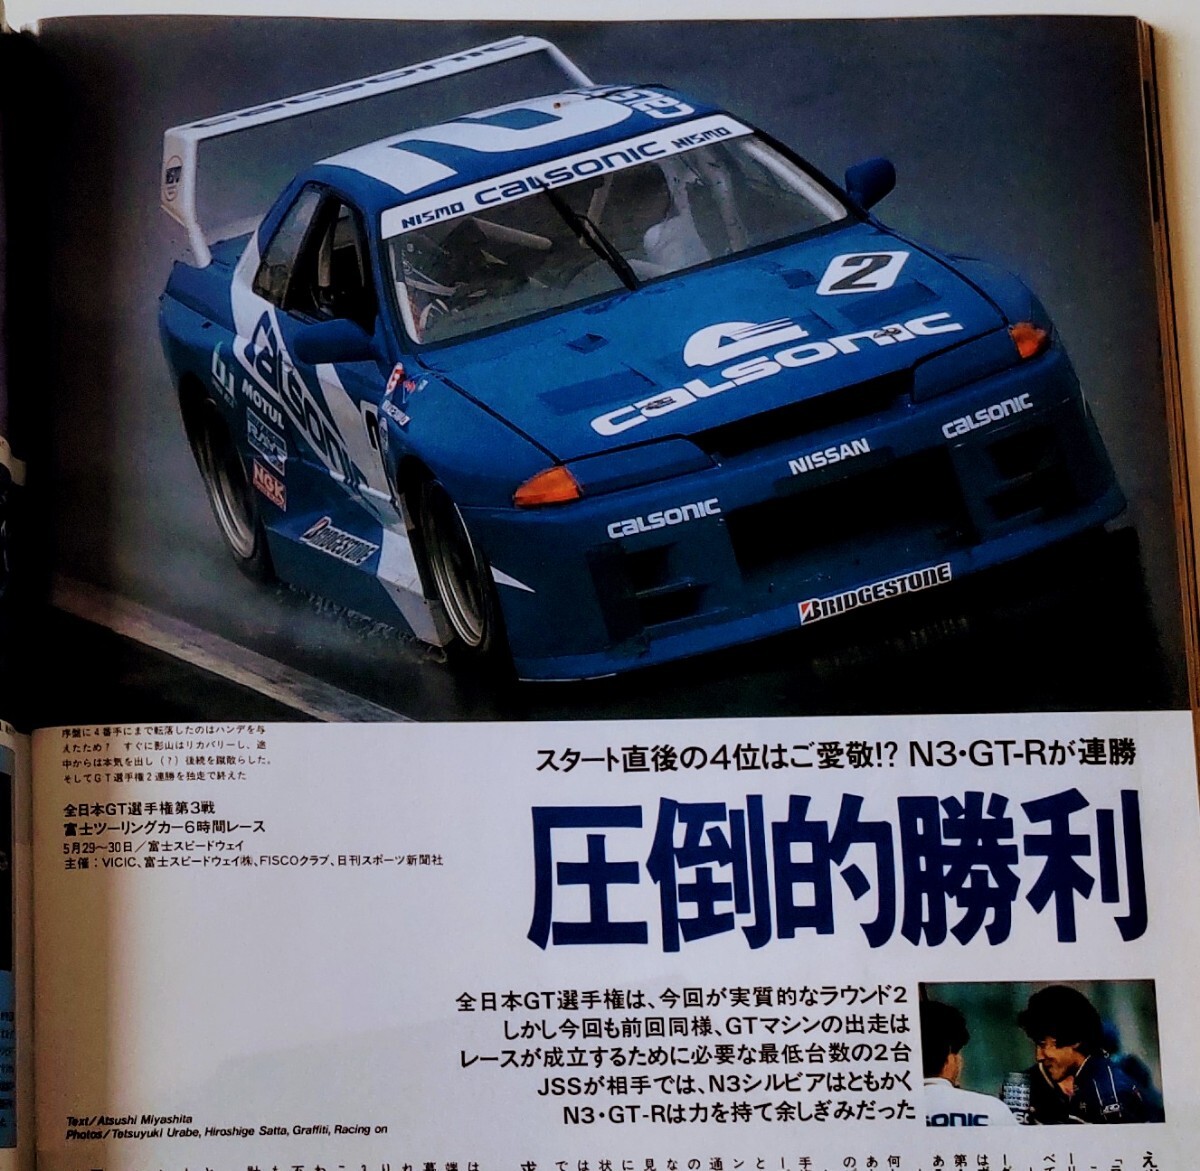 calsonic
NISMO calsonic NISMO
2
calsonic
NISSAN
calsonic
calsonic
BRIDGESTONE
calsonic
MOTUL
RAYS
NGK
BRIDGESTONE
序盤に4番手にまで転落したのはハンデを与
えたため？　すぐに影山はリカバリーし、途
中からは本気を出し（？）後続を蹴散らした。
そしてGT選手権2連勝を独走で終えた
全日本GT選手権第3戦
富士ツーリングカー6時間レース
5月29〜30日／富士スピードウェイ
主催：VICIC、富士スピードウェイ㈱、FISCOクラブ、日刊スポーツ新聞社
スタート直後の4位はご愛敬!? N3・GT-Rが連勝
圧倒的勝利
全日本GT選手権は、今回が実質的なラウンド2
しかし今回も前回同様、GTマシンの出走は
レースが成立するために必要な最低台数の2台
JSSが相手では、N3シルビアはともかく
N3・GT-Rは力を持て余しぎみだった
Text/Atsushi Miyashita
Photos/Tetsuyuki Urabe, Hiroshige Satta, Graffiti, Racing on
SONIC